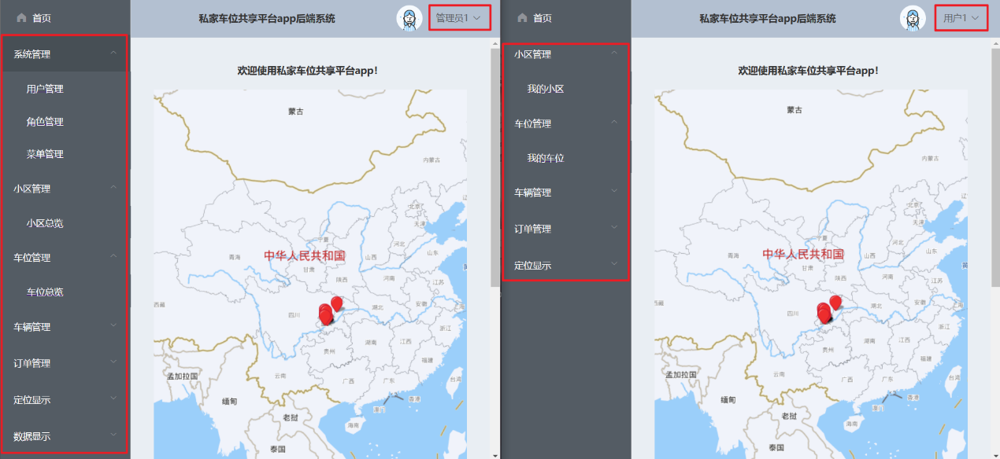 首页
私家车位共享平台app后端系统
管理员1
系统管理
用户管理
角色管理
菜单管理
小区管理
小区总览
车位管理
车位总览
车辆管理
订单管理
定位显示
数据显示
欢迎使用私家车位共享平台app！
蒙古
内蒙古
北京
天津
宁夏
河北
青海
中华人民共和国
山西
山东
甘肃
陕西
河南
江苏
西藏
四川
湖北
安徽
浙江
贵州
湖南
江西
福建
云南
广西
广东
台湾
孟加拉国
香港
缅甸
老挝
海南
泰国
首页
私家车位共享平台app后端系统
用户1
小区管理
我的小区
车位管理
我的车位
车辆管理
订单管理
定位显示
欢迎使用私家车位共享平台app！
蒙古
内蒙古
北京
天津
宁夏
河北
青海
中华人民共和国
山西
山东
甘肃
陕西
河南
江苏
西藏
四川
湖北
安徽
浙江
贵州
湖南
江西
福建
云南
广西
广东
台湾
孟加拉国
香港
缅甸
老挝
海南
泰国